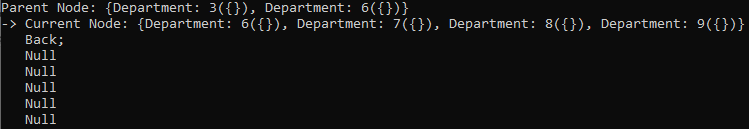 Parent Node: {Department: 3({}), Department: 6({})}
-> Current Node: {Department: 6({}), Department: 7({}), Department: 8({}), Department: 9({})}
Back;
Null
Null
Null
Null
Null